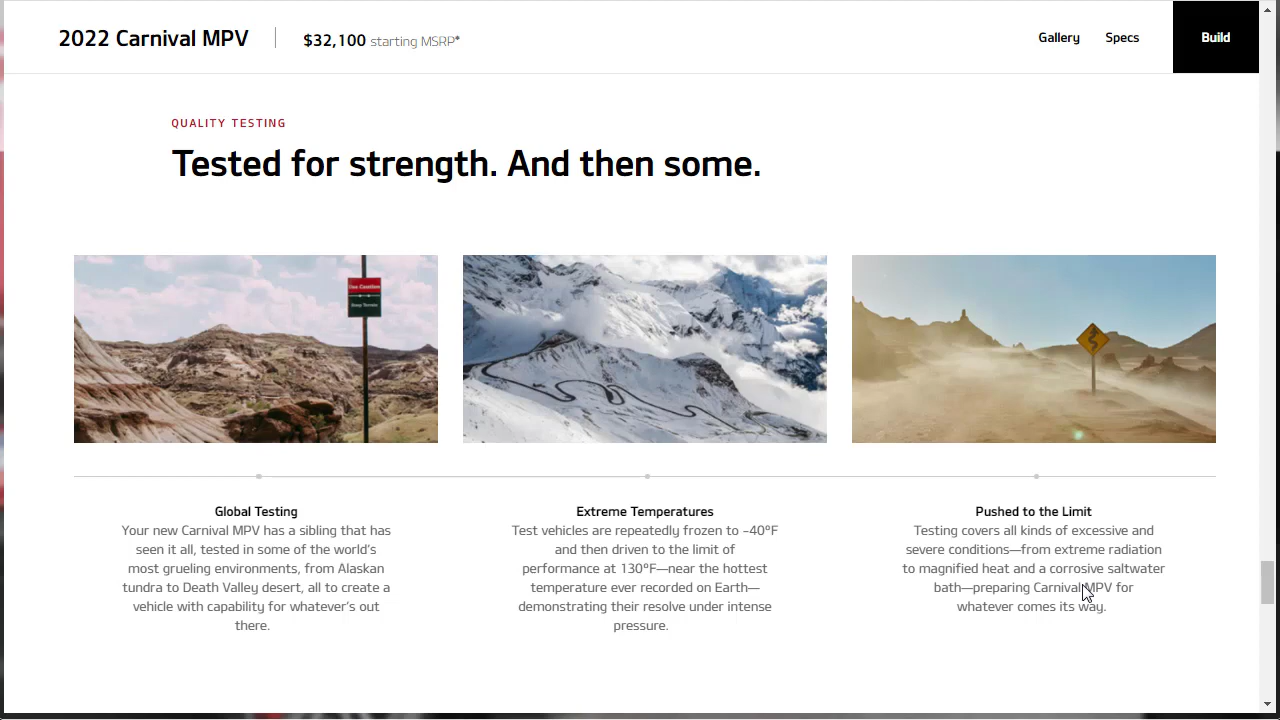 2022 Carnival MPV
$32,100 starting MSRP*
Gallery
Specs
Build
QUALITY TESTING
Tested for strength. And then some.
Use Caution
Steep Terrain
Global Testing
Your new Carnival MPV has a sibling that has
seen it all, tested in some of the world's
most grueling environments, from Alaskan
tundra to Death Valley desert, all to create a
vehicle with capability for whatever's out
there.
Extreme Temperatures
Test vehicles are repeatedly frozen to -40°F
and then driven to the limit of
performance at 130°F—near the hottest
temperature ever recorded on Earth—
demonstrating their resolve under intense
pressure.
Pushed to the Limit
Testing covers all kinds of excessive and
severe conditions—from extreme radiation
to magnified heat and a corrosive saltwater
bath—preparing Carnival MPV for
whatever comes its way.